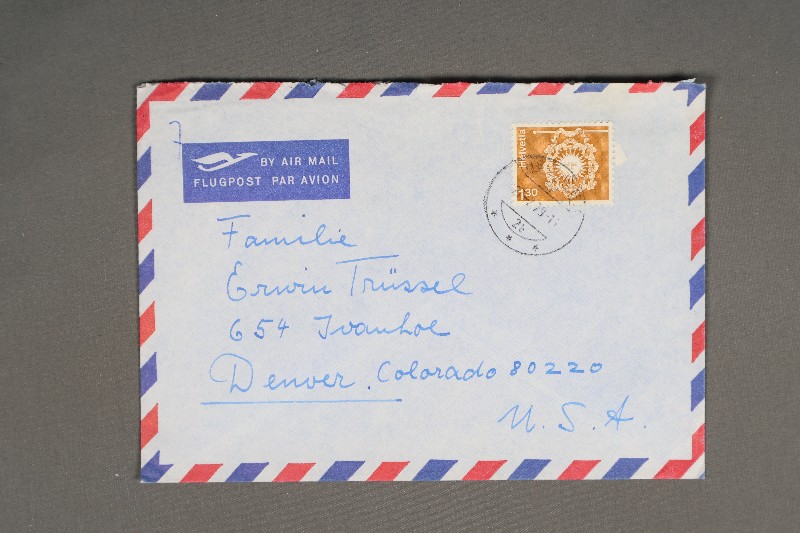 BY AIR MAIL
FLUGPOST PAR AVION
Helvetia
1.30
Familie
Erwin Trüssel
654 Ivanhoe
Denver, Colorado 80220
U.S.A.